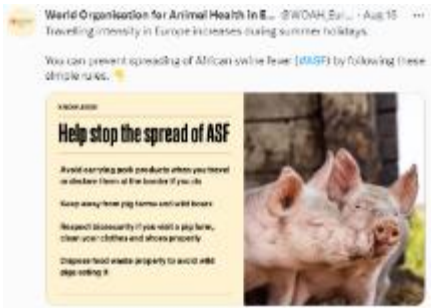 World Organisation for Animal Health in E... @WOAH_Eur... · Aug 16
Travelling intensity in Europe increases during summer holidays.
You can prevent spreading of African swine fever (#ASF) by following these
simple rules. 👇
Help stop the spread of ASF
Avoid carrying pork products when you travel
or declare them at the border if you do
Keep away from pig farms and wild boars
Respect biosecurity if you visit a pig farm,
clean your clothes and shoes properly
Dispose food waste properly to avoid wild
pigs eating it